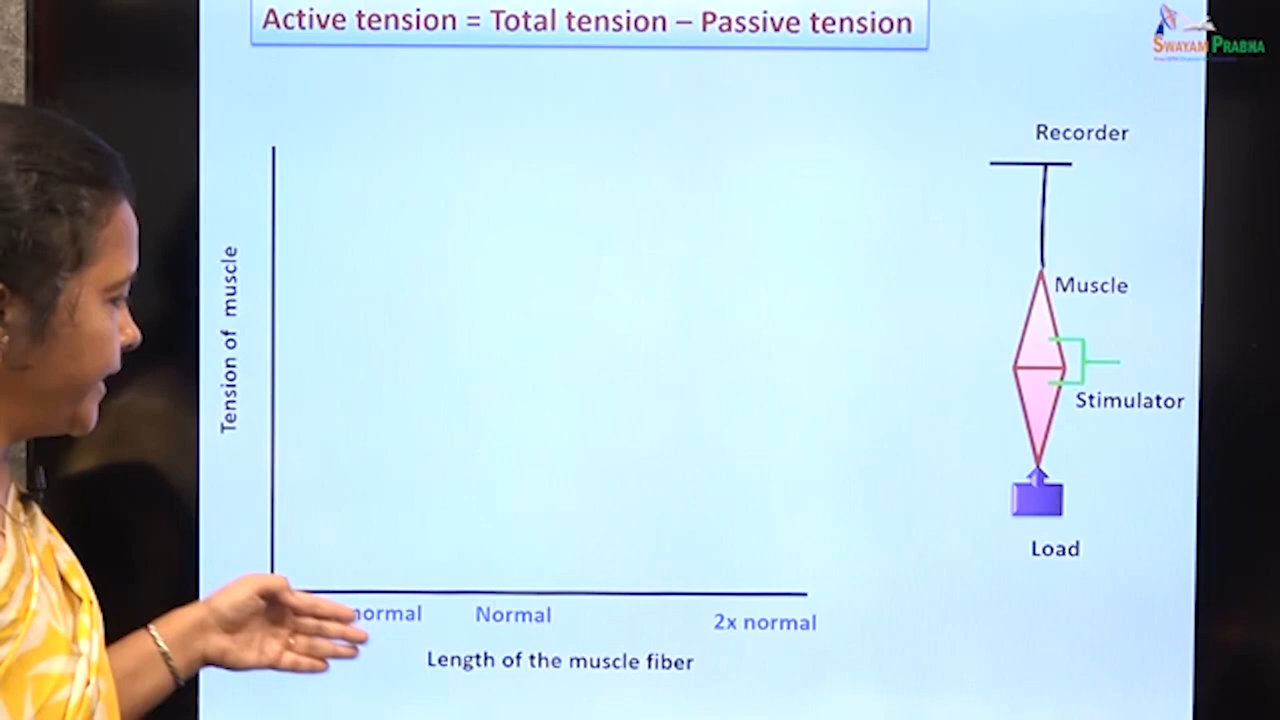 Active tension = Total tension – Passive tension
SWAYAM PRABHA
Recorder
Muscle
Stimulator
Load
Tension of muscle
normal
Normal
2x normal
Length of the muscle fiber